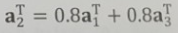 a₂ᵀ = 0.8a₁ᵀ + 0.8a₃ᵀ